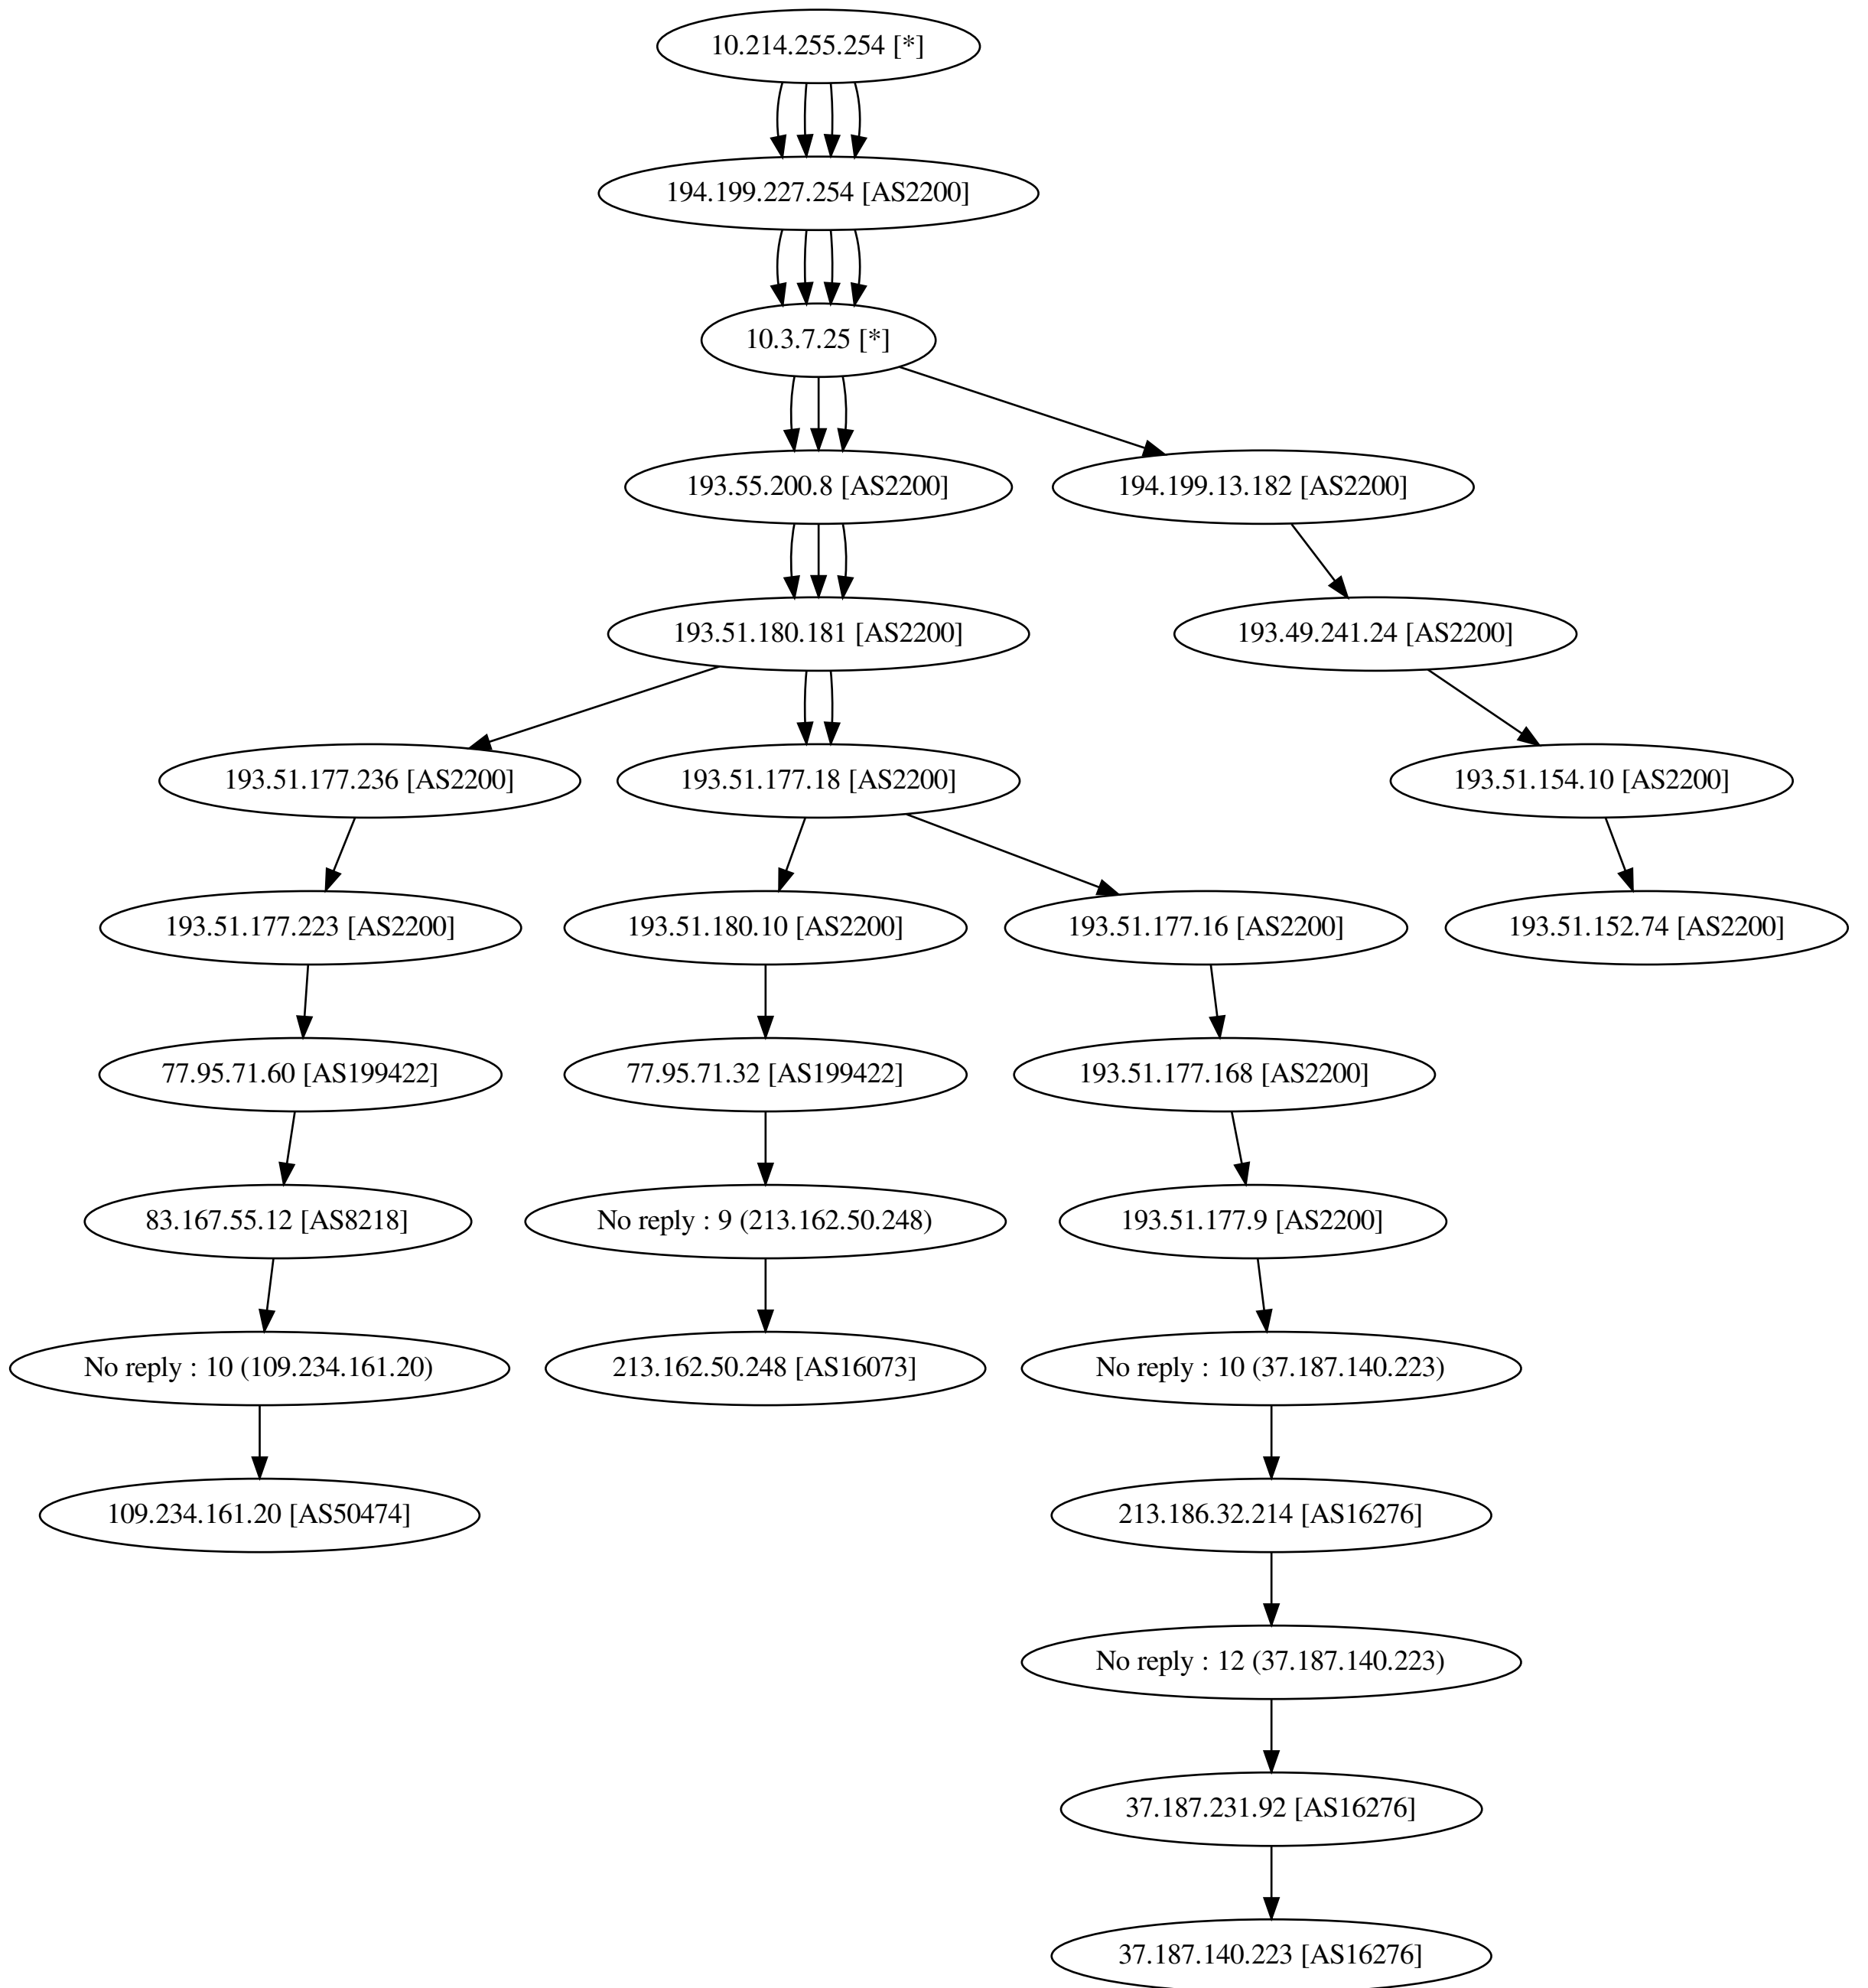 10.214.255.254 [*]
194.199.227.254 [AS2200]
10.3.7.25 [*]
193.55.200.8 [AS2200]
194.199.13.182 [AS2200]
193.51.180.181 [AS2200]
193.49.241.24 [AS2200]
193.51.177.236 [AS2200]
193.51.177.18 [AS2200]
193.51.154.10 [AS2200]
193.51.177.223 [AS2200]
193.51.180.10 [AS2200]
193.51.177.16 [AS2200]
193.51.152.74 [AS2200]
77.95.71.60 [AS199422]
77.95.71.32 [AS199422]
193.51.177.168 [AS2200]
83.167.55.12 [AS8218]
No reply : 9 (213.162.50.248)
193.51.177.9 [AS2200]
No reply : 10 (109.234.161.20)
213.162.50.248 [AS16073]
No reply : 10 (37.187.140.223)
109.234.161.20 [AS50474]
213.186.32.214 [AS16276]
No reply : 12 (37.187.140.223)
37.187.231.92 [AS16276]
37.187.140.223 [AS16276]